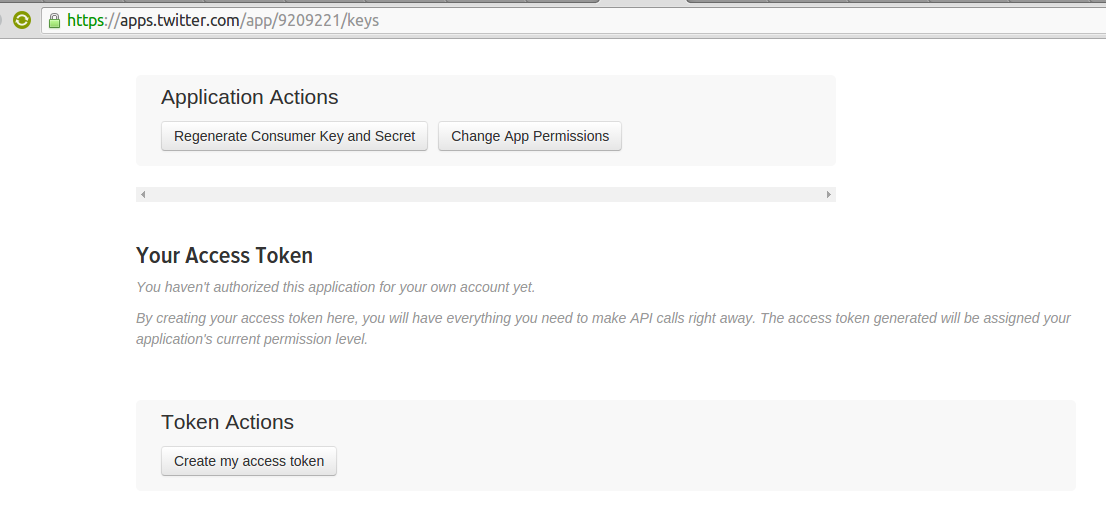 https://apps.twitter.com/app/9209221/keys
Application Actions
Regenerate Consumer Key and Secret
Change App Permissions
Your Access Token
You haven't authorized this application for your own account yet.
By creating your access token here, you will have everything you need to make API calls right away. The access token generated will be assigned your
application's current permission level.
Token Actions
Create my access token